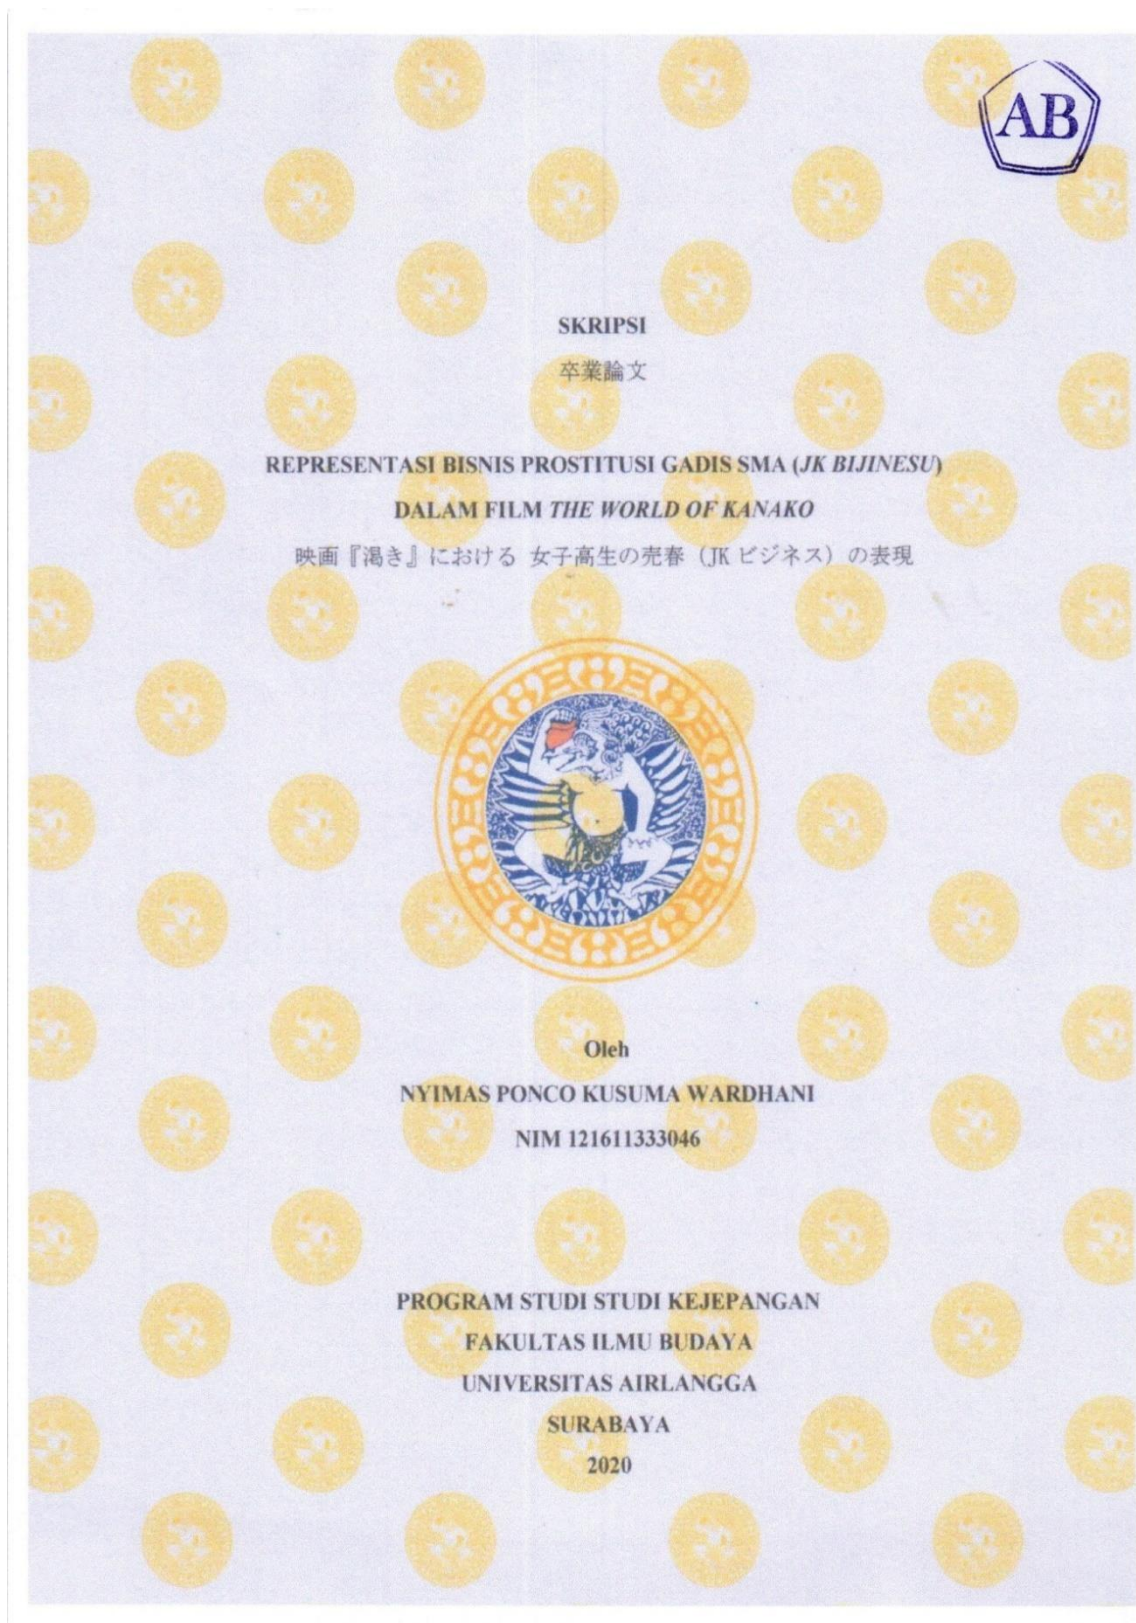 AB
SKRIPSI
卒業論文
REPRESENTASI BISNIS PROSTITUSI GADIS SMA (JK BIJINESU)
DALAM FILM THE WORLD OF KANAKO
映画『渇き』における 女子高生の売春（JK ビジネス）の表現
Oleh
NYIMAS PONCO KUSUMA WARDHANI
NIM 121611333046
PROGRAM STUDI STUDI KEJEPANGAN
FAKULTAS ILMU BUDAYA
UNIVERSITAS AIRLANGGA
SURABAYA
2020